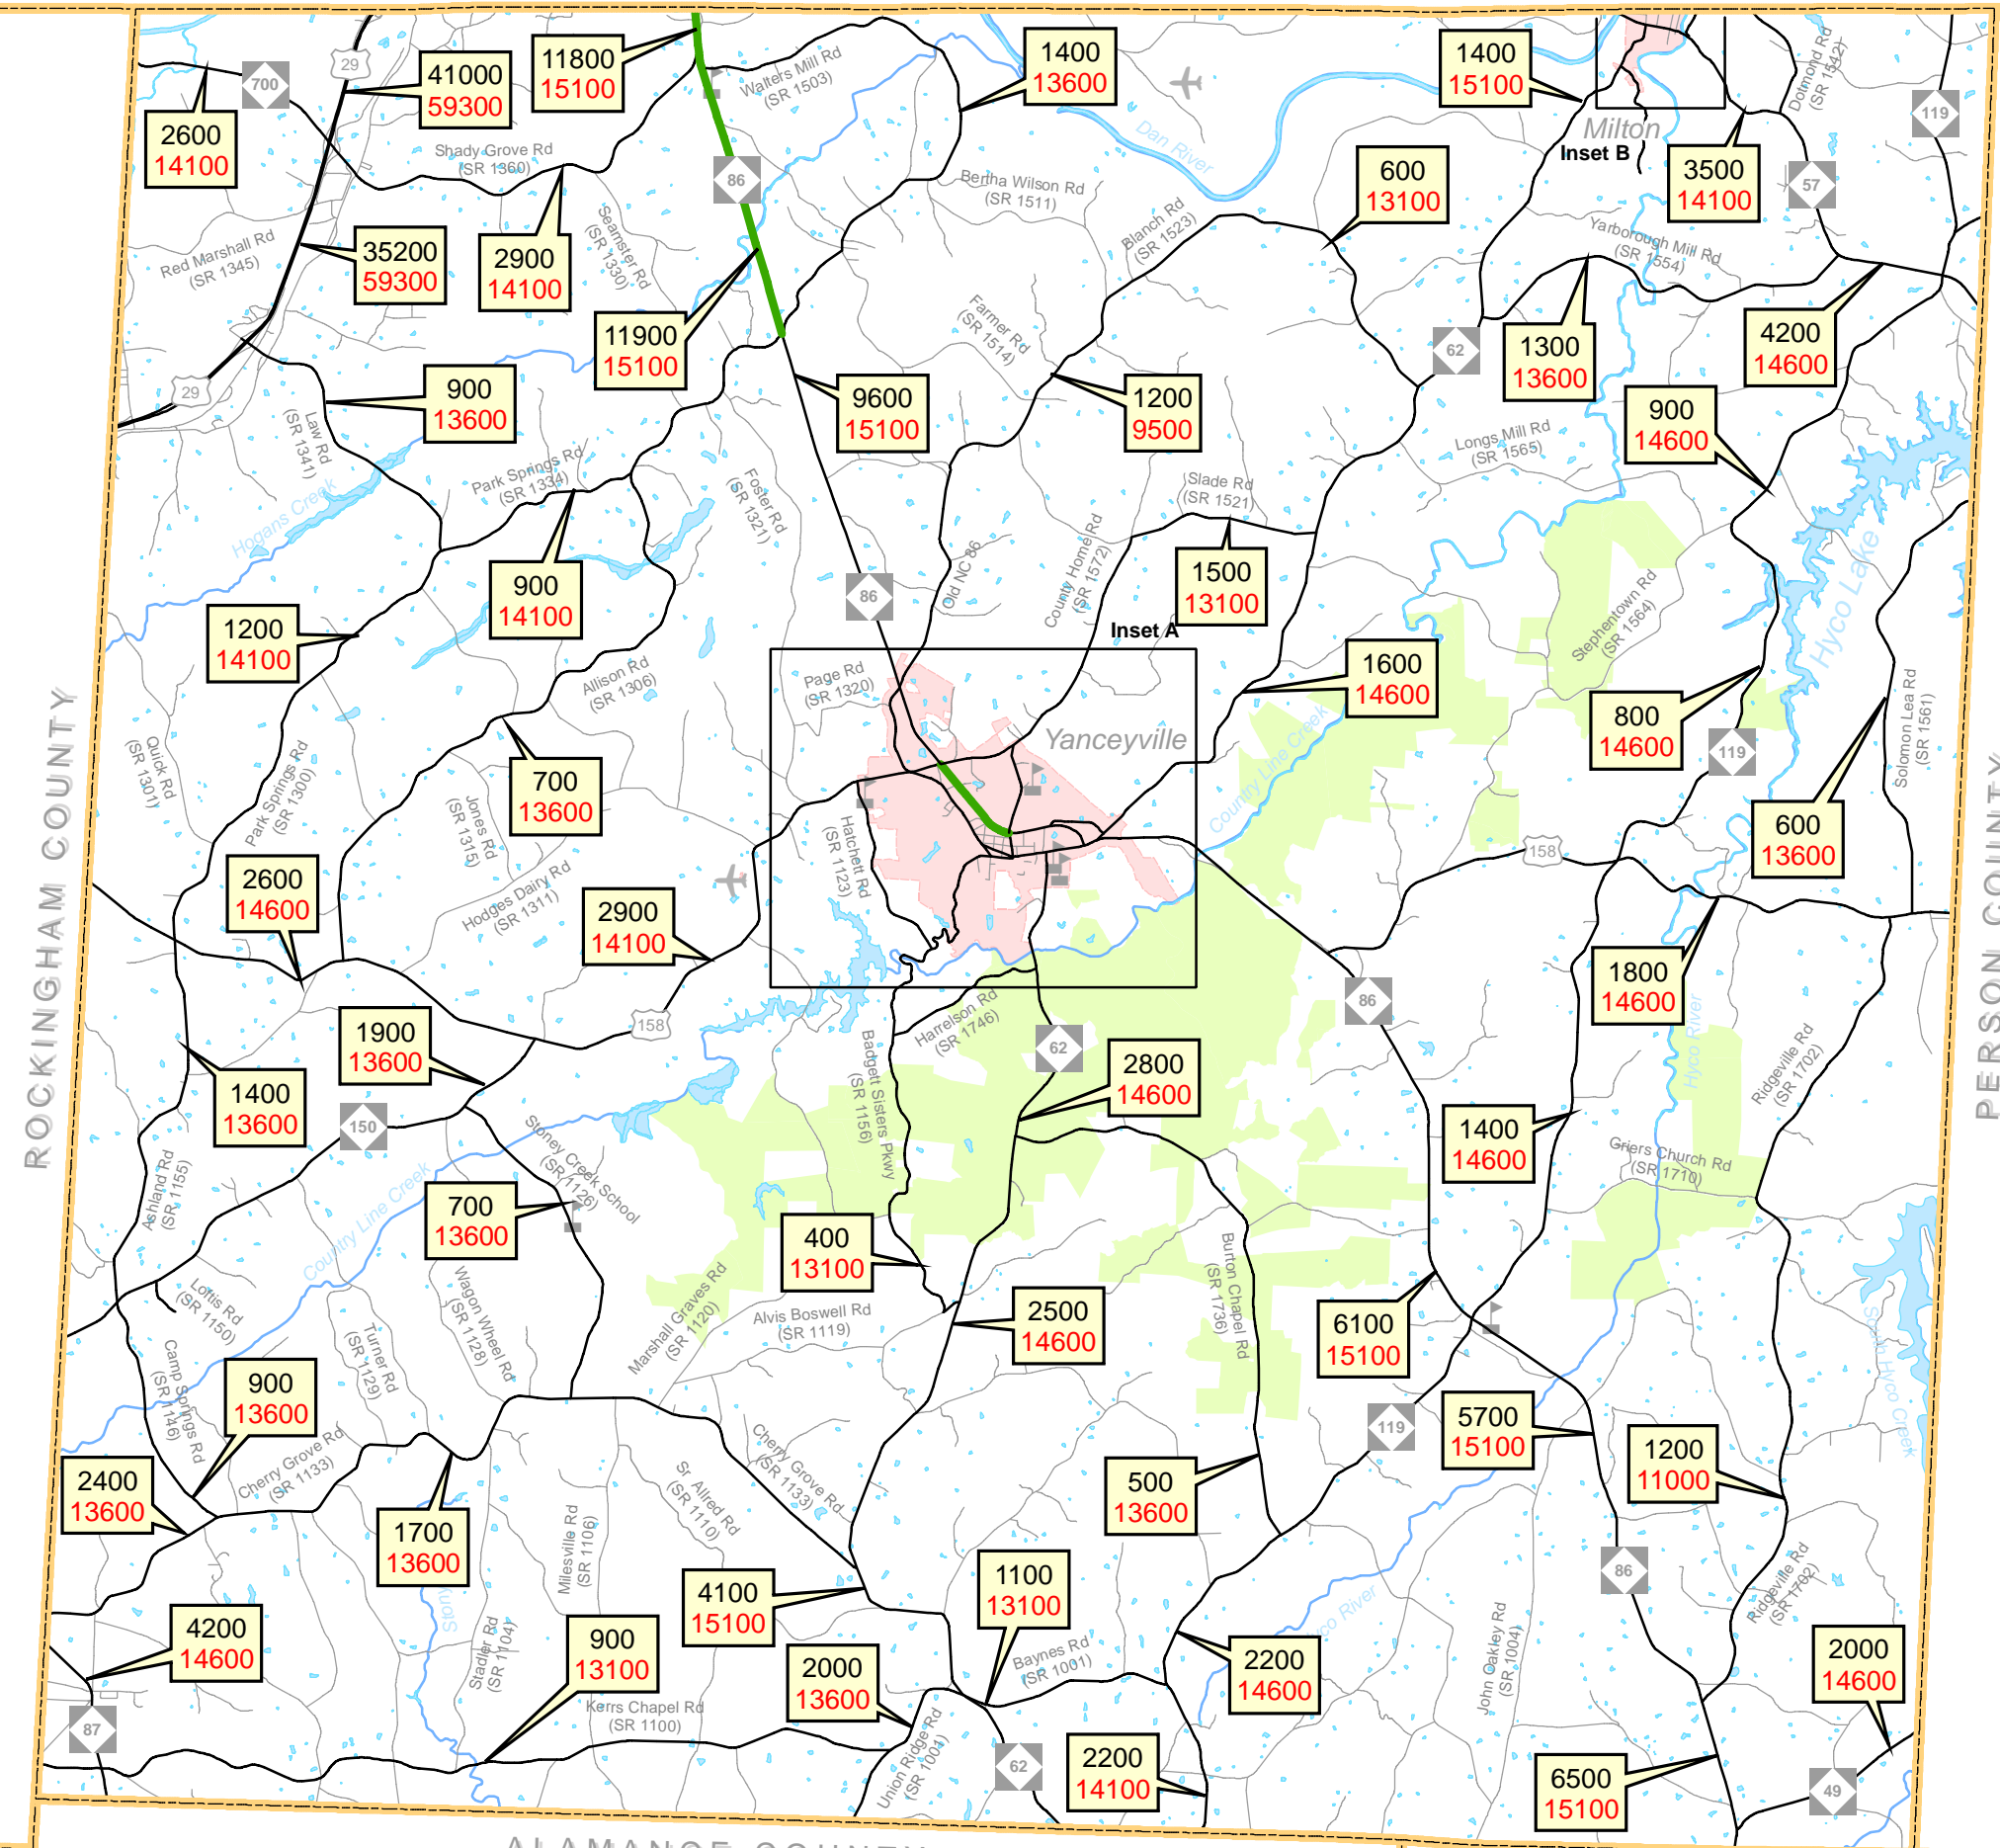 29
700
41000
59300
11800
15100
Walters Mill Rd
(SR 1503)
1400
13600
1400
15100
Dolmond Rd
(SR 1542)
119
2600
14100
Shady Grove Rd
(SR 1360)
86
Dan River
Milton
Inset B
3500
14100
57
600
13100
Bertha Wilson Rd
(SR 1511)
Blanch Rd
(SR 1523)
Red Marshall Rd
(SR 1345)
35200
59300
2900
14100
Seamster Rd
(SR 1330)
Yarborough Mill Rd
(SR 1554)
11900
15100
Farmer Rd
(SR 1514)
62
1300
13600
4200
14600
29
900
13600
9600
15100
1200
9500
900
14600
Law Rd
(SR 1341)
Park Springs Rd
(SR 1334)
Foster Rd
(SR 1321)
Slade Rd
(SR 1521)
Longs Mill Rd
(SR 1565)
Hogans Creek
900
14100
86
Old NC 86
County Home Rd
(SR 1572)
1500
13100
Hyco Lake
Stephentown Rd
(SR 1564)
1200
14100
Inset A
Allison Rd
(SR 1306)
Page Rd
(SR 1320)
1600
14600
800
14600
119
Solomon Lea Rd
(SR 1561)
ROCKINGHAM COUNTY
Quick Rd
(SR 1301)
Park Springs Rd
(SR 1300)
Jones Rd
(SR 1315)
700
13600
Yanceyville
Country Line Creek
600
13600
PERSON COUNTY
Hatchett Rd
(SR 1123)
158
2600
14600
Hodges Dairy Rd
(SR 1311)
2900
14100
1800
14600
86
1900
13600
158
Badgett Sisters Pkwy
(SR 1156)
Harrelson Rd
(SR 1746)
62
2800
14600
Hyco River
Ridgeville Rd
(SR 1702)
1400
13600
150
Stoney Creek School
(SR 1126)
1400
14600
Griers Church Rd
(SR 1710)
Ashland Rd
(SR 1155)
Country Line Creek
700
13600
400
13100
Burton Chapel Rd
(SR 1736)
Loftis Rd
(SR 1150)
Wagon Wheel Rd
(SR 1128)
Marshall Graves Rd
(SR 1120)
Alvis Boswell Rd
(SR 1119)
2500
14600
6100
15100
South Hyco Creek
Turner Rd
(SR 1129)
Camp Springs Rd
(SR 1146)
900
13600
119
5700
15100
Cherry Grove Rd
(SR 1133)
Cherry Grove Rd
(SR 1133)
2400
13600
Sr. Allred Rd
(SR 1110)
500
13600
1200
11000
1700
13600
Milesville Rd
(SR 1106)
86
Ridgeville Rd
(SR 1702)
4100
15100
1100
13100
4200
14600
Stadler Rd
(SR 1104)
900
13100
2000
13600
Baynes Rd
(SR 1001)
2200
14600
John Oakley Rd
(SR 1004)
2000
14600
87
Kerrs Chapel Rd
(SR 1100)
Union Ridge Rd
(SR 1001)
62
2200
14100
6500
15100
49
ALAMANCE COUNTY